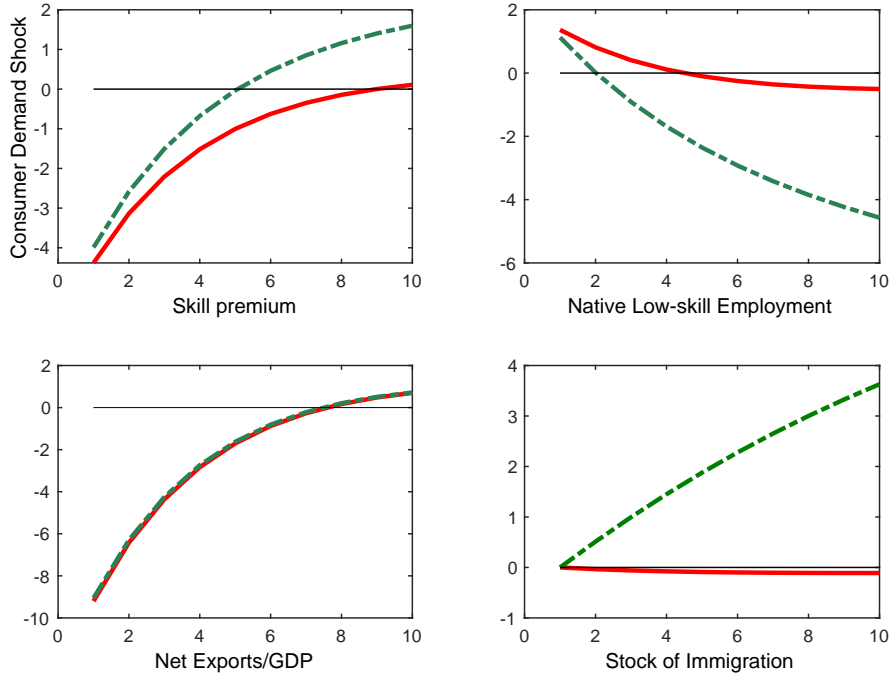 2
1
0
-1
-2
-3
-4
0 2 4 6 8 10
Consumer Demand Shock
Skill premium
2
0
-2
-4
-6
0 2 4 6 8 10
Native Low-skill Employment
2
0
-2
-4
-6
-8
-10
0 2 4 6 8 10
Net Exports/GDP
4
3
2
1
0
-1
0 2 4 6 8 10
Stock of Immigration